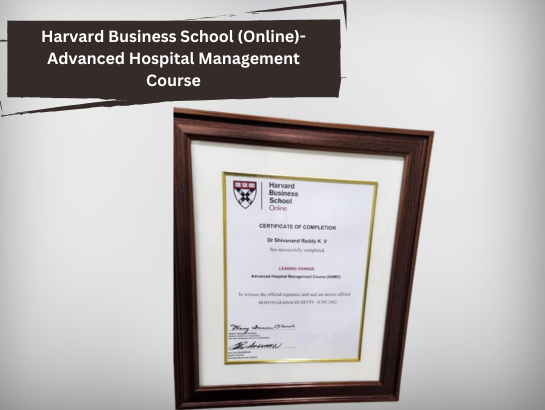 Harvard Business School (Online)-
Advanced Hospital Management
Course
Harvard
Business
School
Online
CERTIFICATE OF COMPLETION
Dr Shivanand Reddy K .V
has successfully completed
LEADING CHANGE
Advanced Hospital Management Course (AHMC)
In witness the official signature and seal are hereto affixed
BOSTON,MASSACHUSETTS JUNE,2022